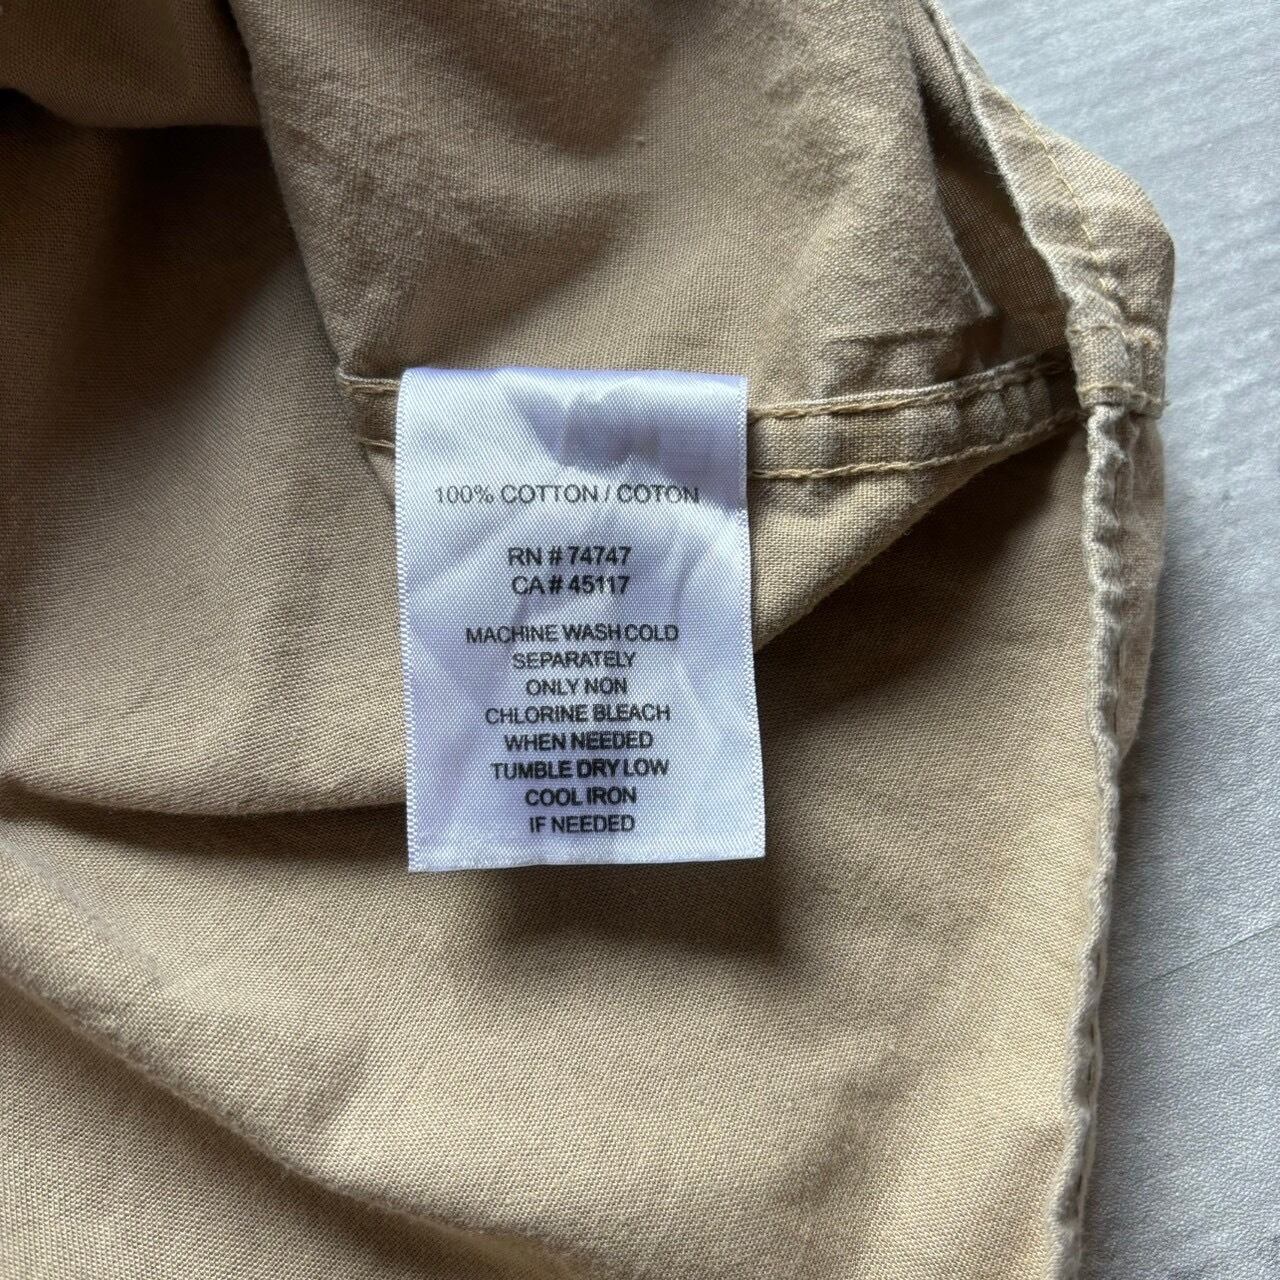 100% COTTON / COTON
RN # 74747
CA # 45117
MACHINE WASH COLD
SEPARATELY
ONLY NON
CHLORINE BLEACH
WHEN NEEDED
TUMBLE DRY LOW
COOL IRON
IF NEEDED